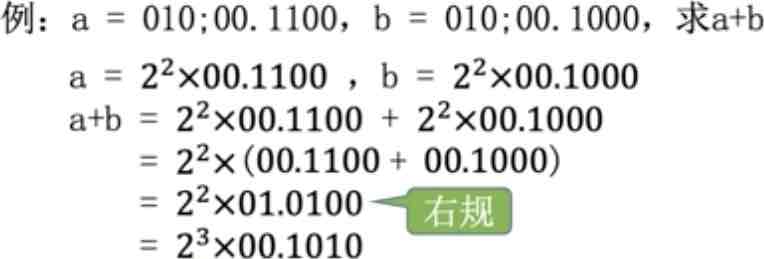 例：a = 010;00.1100，b = 010;00.1000，求a+b
a = 2²×00.1100 ，b = 2²×00.1000
a+b = 2²×00.1100 + 2²×00.1000
= 2²×(00.1100 + 00.1000)
= 2²×01.0100 右规
= 2³×00.1010